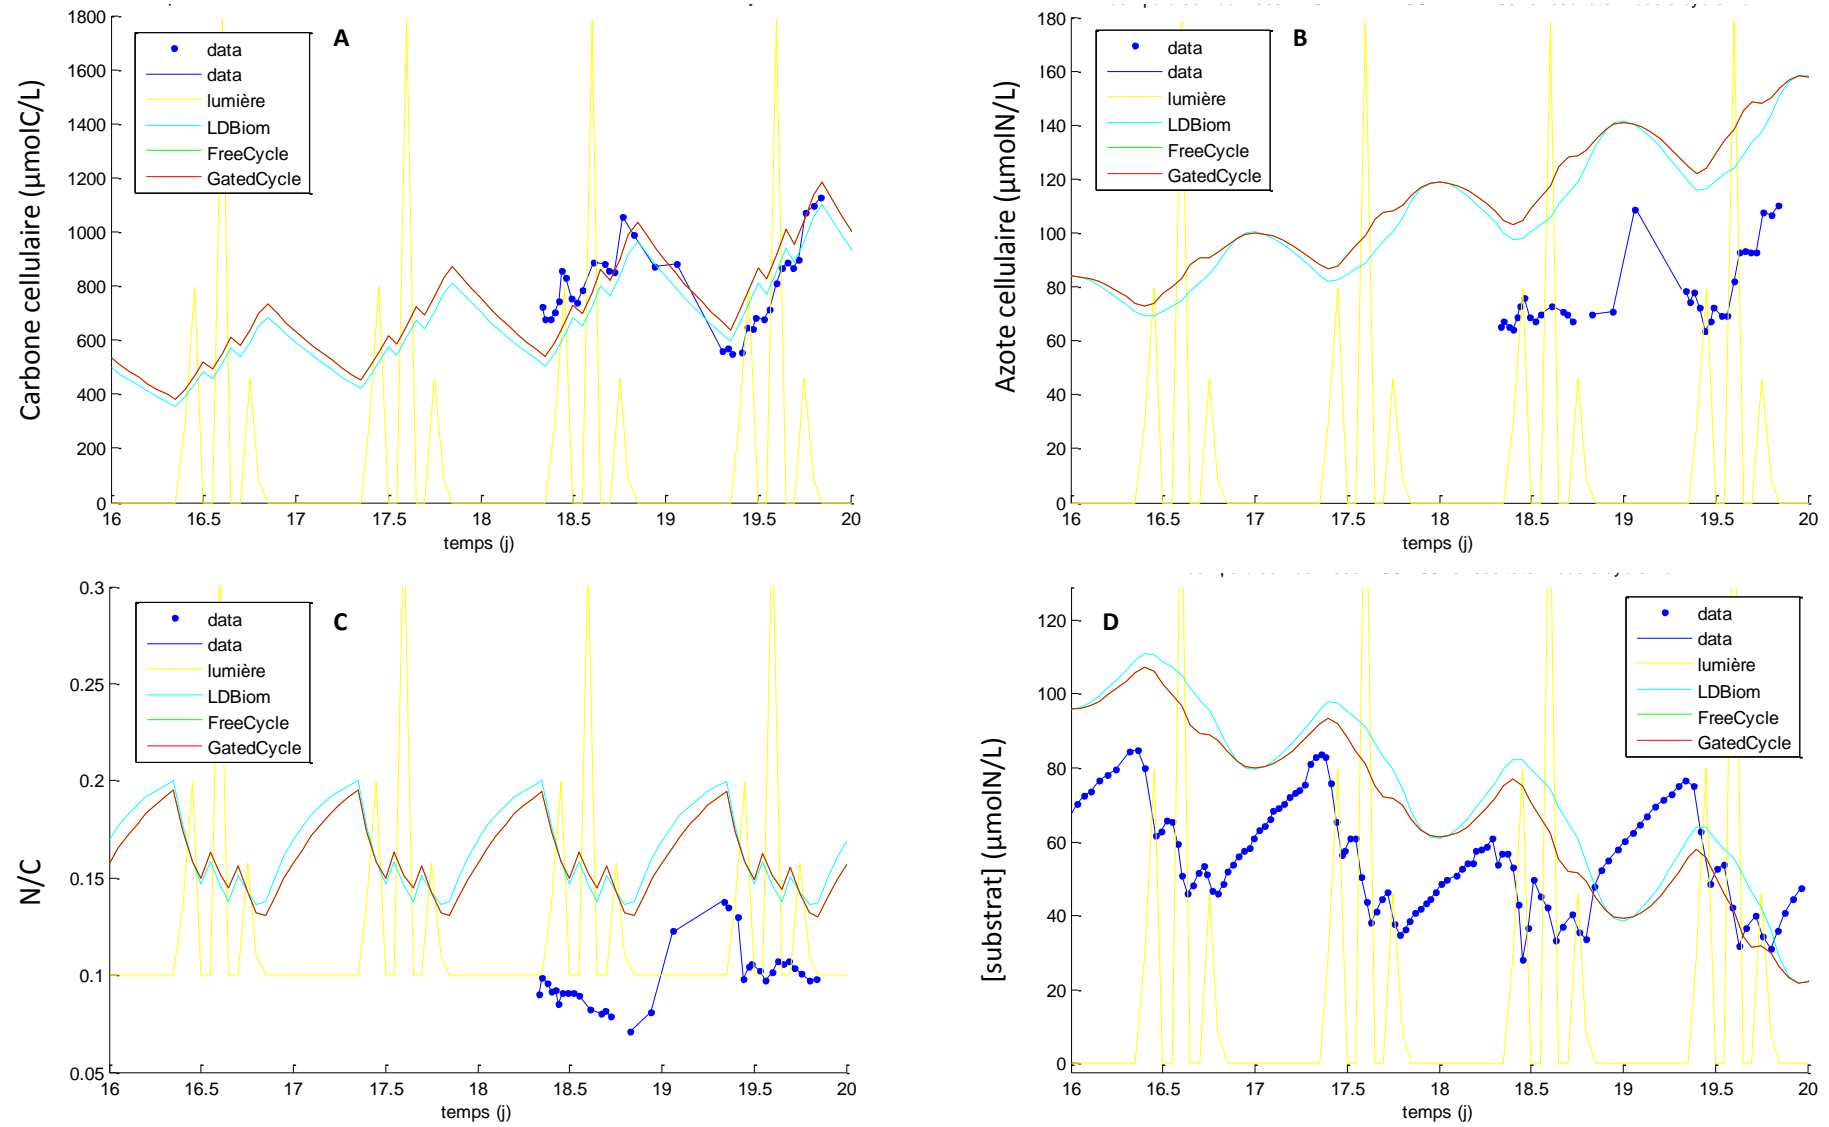 A
Carbone cellulaire (µmolC/L)
1800
1600
1400
1200
1000
800
600
400
200
0
data
data
lumière
LDBiom
FreeCycle
GatedCycle
16 16.5 17 17.5 18 18.5 19 19.5 20
temps (j)
B
Azote cellulaire (µmolN/L)
180
160
140
120
100
80
60
40
20
0
data
data
lumière
LDBiom
FreeCycle
GatedCycle
16 16.5 17 17.5 18 18.5 19 19.5 20
temps (j)
C
N/C
0.3
0.25
0.2
0.15
0.1
0.05
data
data
lumière
LDBiom
FreeCycle
GatedCycle
16 16.5 17 17.5 18 18.5 19 19.5 20
temps (j)
D
[substrat] (µmolN/L)
120
100
80
60
40
20
0
data
data
lumière
LDBiom
FreeCycle
GatedCycle
16 16.5 17 17.5 18 18.5 19 19.5 20
temps (j)